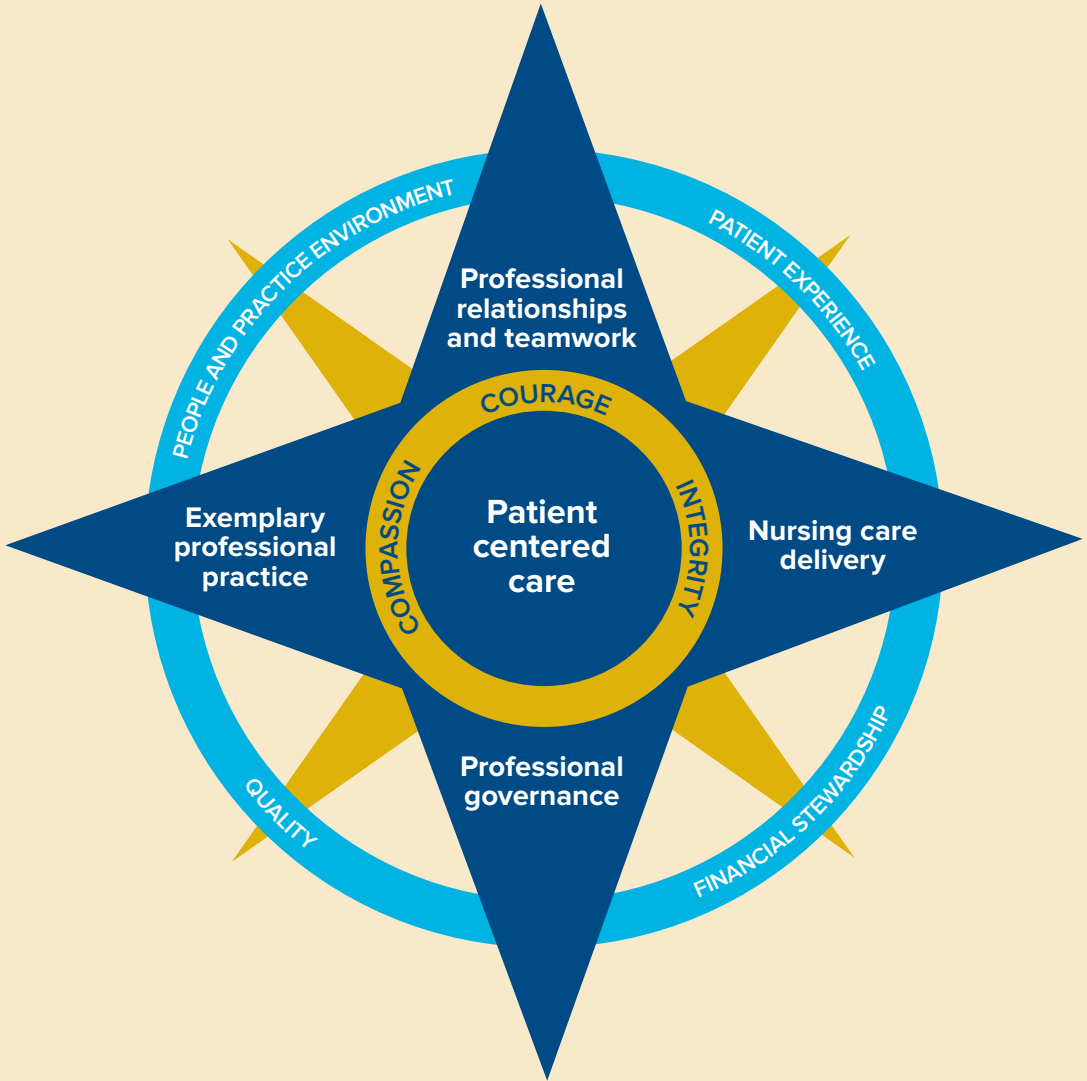 Professional
relationships
and teamwork
PEOPLE AND PRACTICE ENVIRONMENT
PATIENT EXPERIENCE
COURAGE
COMPASSION
INTEGRITY
Exemplary
professional
practice
Patient
centered
care
Nursing care
delivery
Professional
governance
QUALITY
FINANCIAL STEWARDSHIP